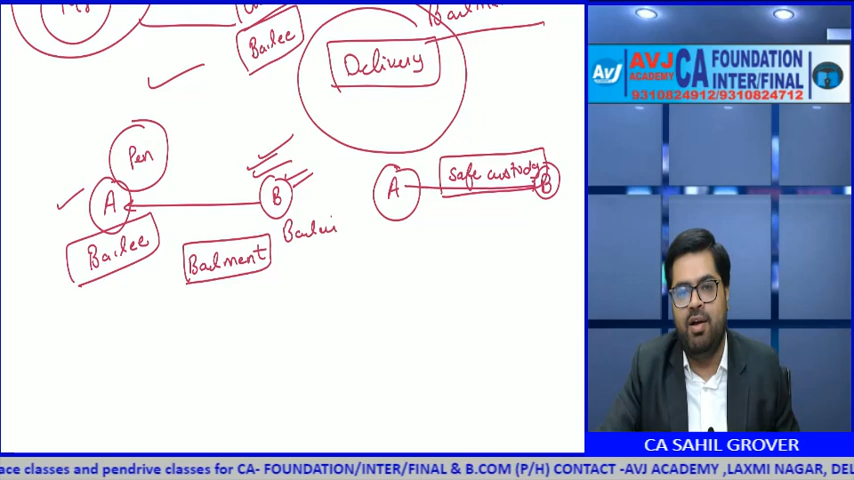 Bailee
Delivery
Pen
A
B
Bailee
Bailment
A
Safe custody
B
AVJ
AVJ
ACADEMY
CA
FOUNDATION
INTER/FINAL
9310824912/9310824712
CA SAHIL GROVER
ace classes and pendrive classes for CA- FOUNDATION/INTER/FINAL & B.COM (P/H) CONTACT -AVJ ACADEMY ,LAXMI NAGAR, DEL